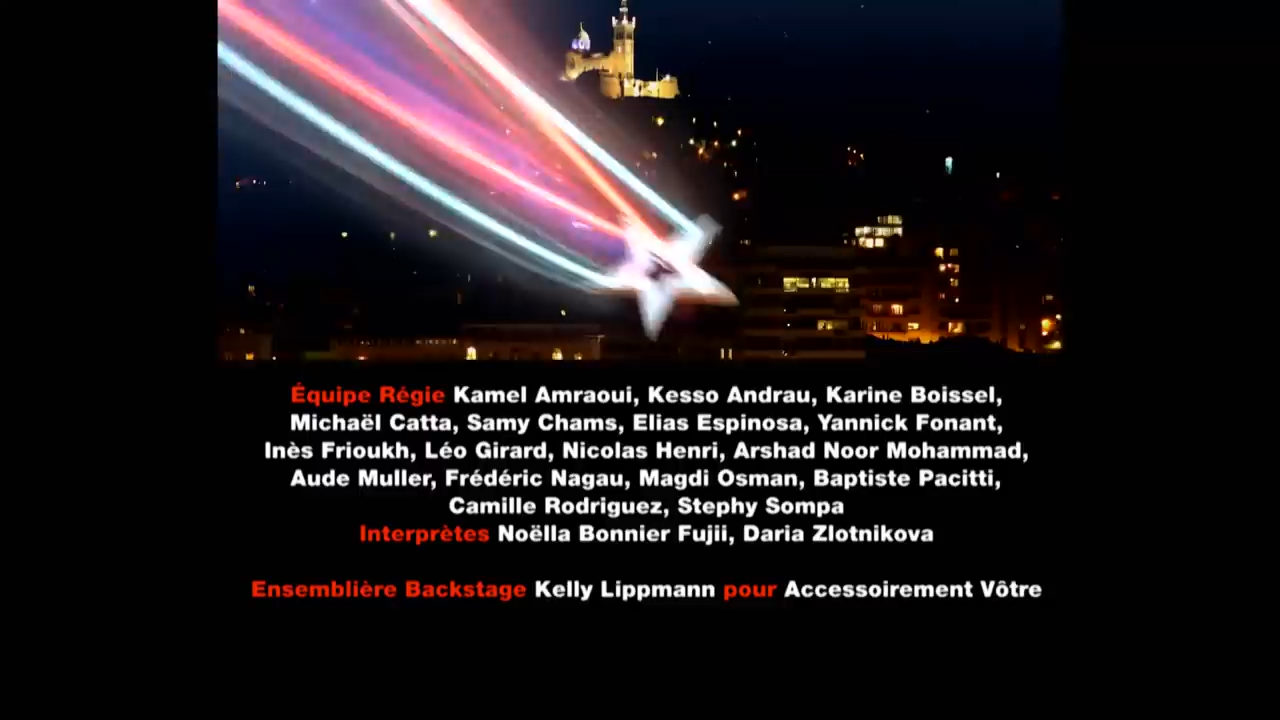 Équipe Régie Kamel Amraoui, Kesso Andrau, Karine Boissel,
Michaël Catta, Samy Chams, Elias Espinosa, Yannick Fonant,
Inès Frioukh, Léo Girard, Nicolas Henri, Arshad Noor Mohammad,
Aude Muller, Frédéric Nagau, Magdi Osman, Baptiste Pacitti,
Camille Rodriguez, Stephy Sompa
Interprètes Noëlla Bonnier Fujii, Daria Zlotnikova
Ensemblière Backstage Kelly Lippmann pour Accessoirement Vôtre